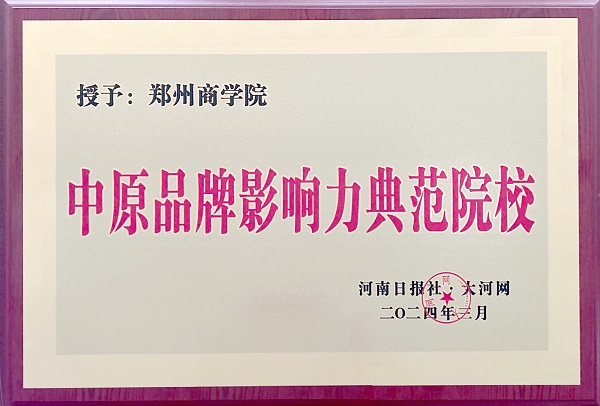 授予：郑州商学院
中原品牌影响力典范院校
河南日报社·大河网
二〇二四年三月